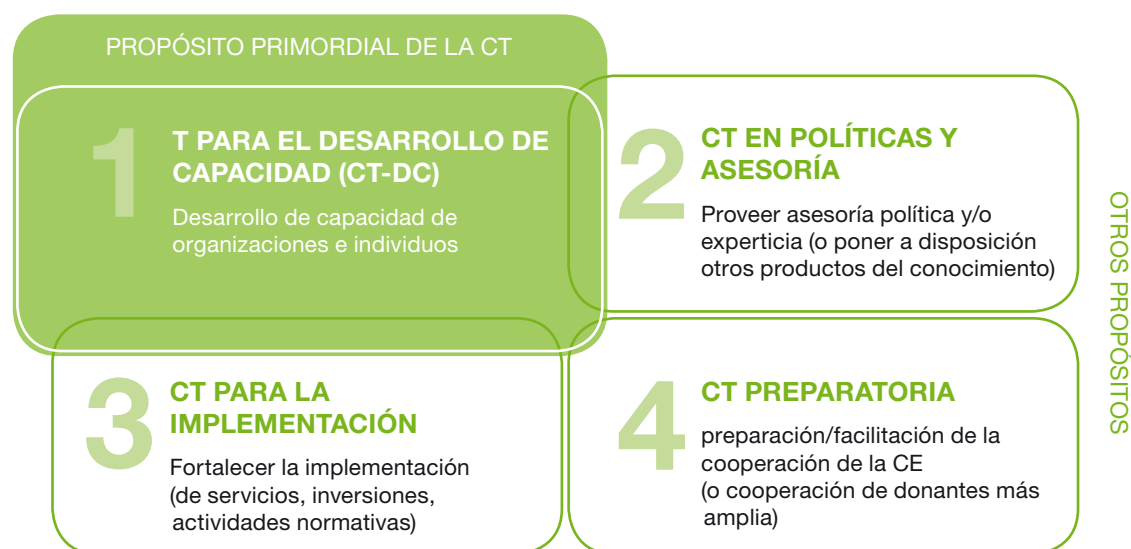 PROPÓSITO PRIMORDIAL DE LA CT
1
T PARA EL DESARROLLO DE
CAPACIDAD (CT-DC)
Desarrollo de capacidad de
organizaciones e individuos
2
CT EN POLÍTICAS Y
ASESORÍA
Proveer asesoría política y/o
experticia (o poner a disposición
otros productos del conocimiento)
3
CT PARA LA
IMPLEMENTACIÓN
Fortalecer la implementación
(de servicios, inversiones,
actividades normativas)
4
CT PREPARATORIA
preparación/facilitación de la
cooperación de la CE
(o cooperación de donantes más
amplia)
OTROS PROPÓSITOS